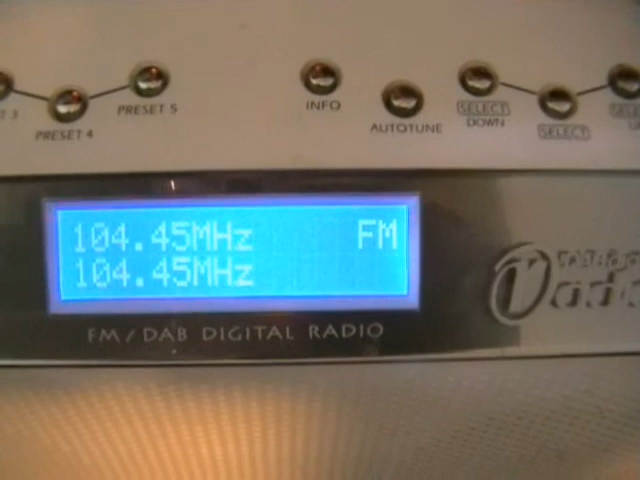 PRESET 4
PRESET 5
INFO
AUTOTUNE
SELECT
DOWN
SELECT
104.45MHz FM
104.45MHz
FM/DAB DIGITAL RADIO